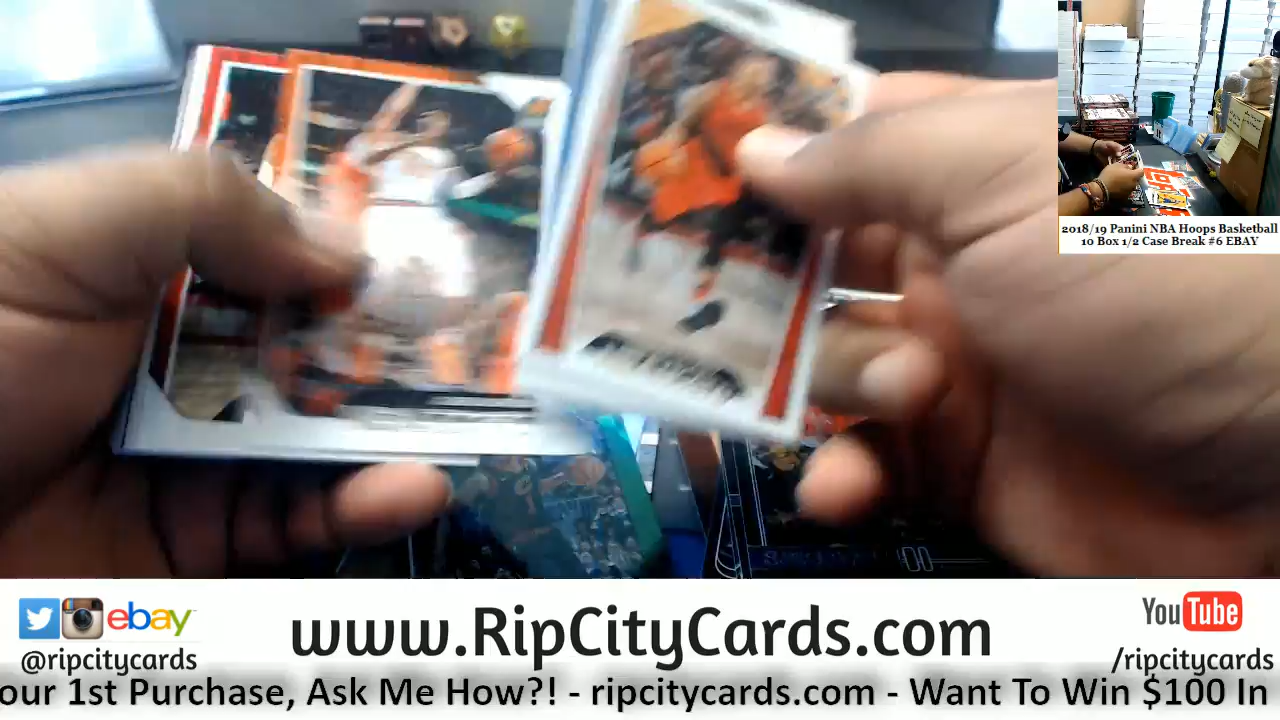 2018/19 Panini NBA Hoops Basketball
10 Box 1/2 Case Break #6 EBAY
ebay
@ripcitycards
www.RipCityCards.com
YouTube
/ripcitycards
our 1st Purchase, Ask Me How?! - ripcitycards.com - Want To Win $100 In